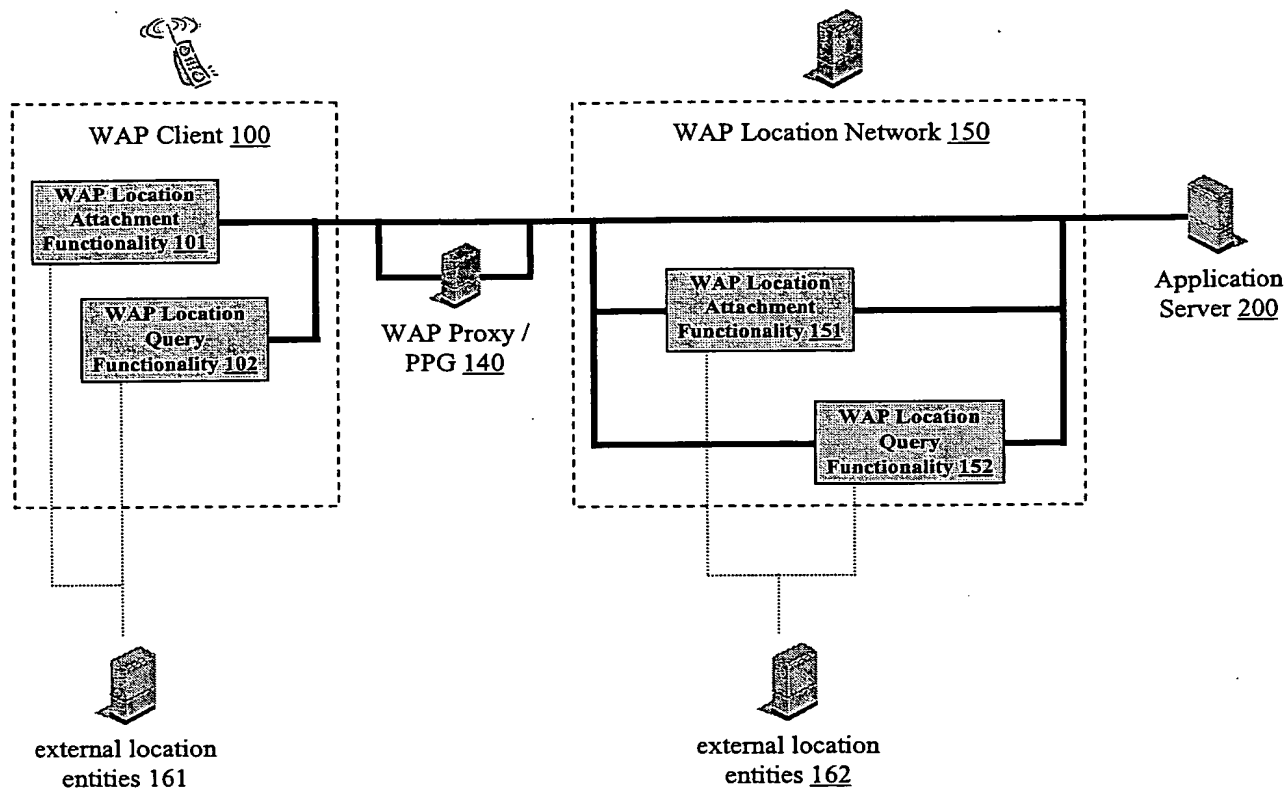 WAP Client 100
WAP Location
Attachment
Functionality 101
WAP Location
Query
Functionality 102
WAP Proxy /
PPG 140
WAP Location Network 150
WAP Location
Attachment
Functionality 151
WAP Location
Query
Functionality 152
Application
Server 200
external location
entities 161
external location
entities 162